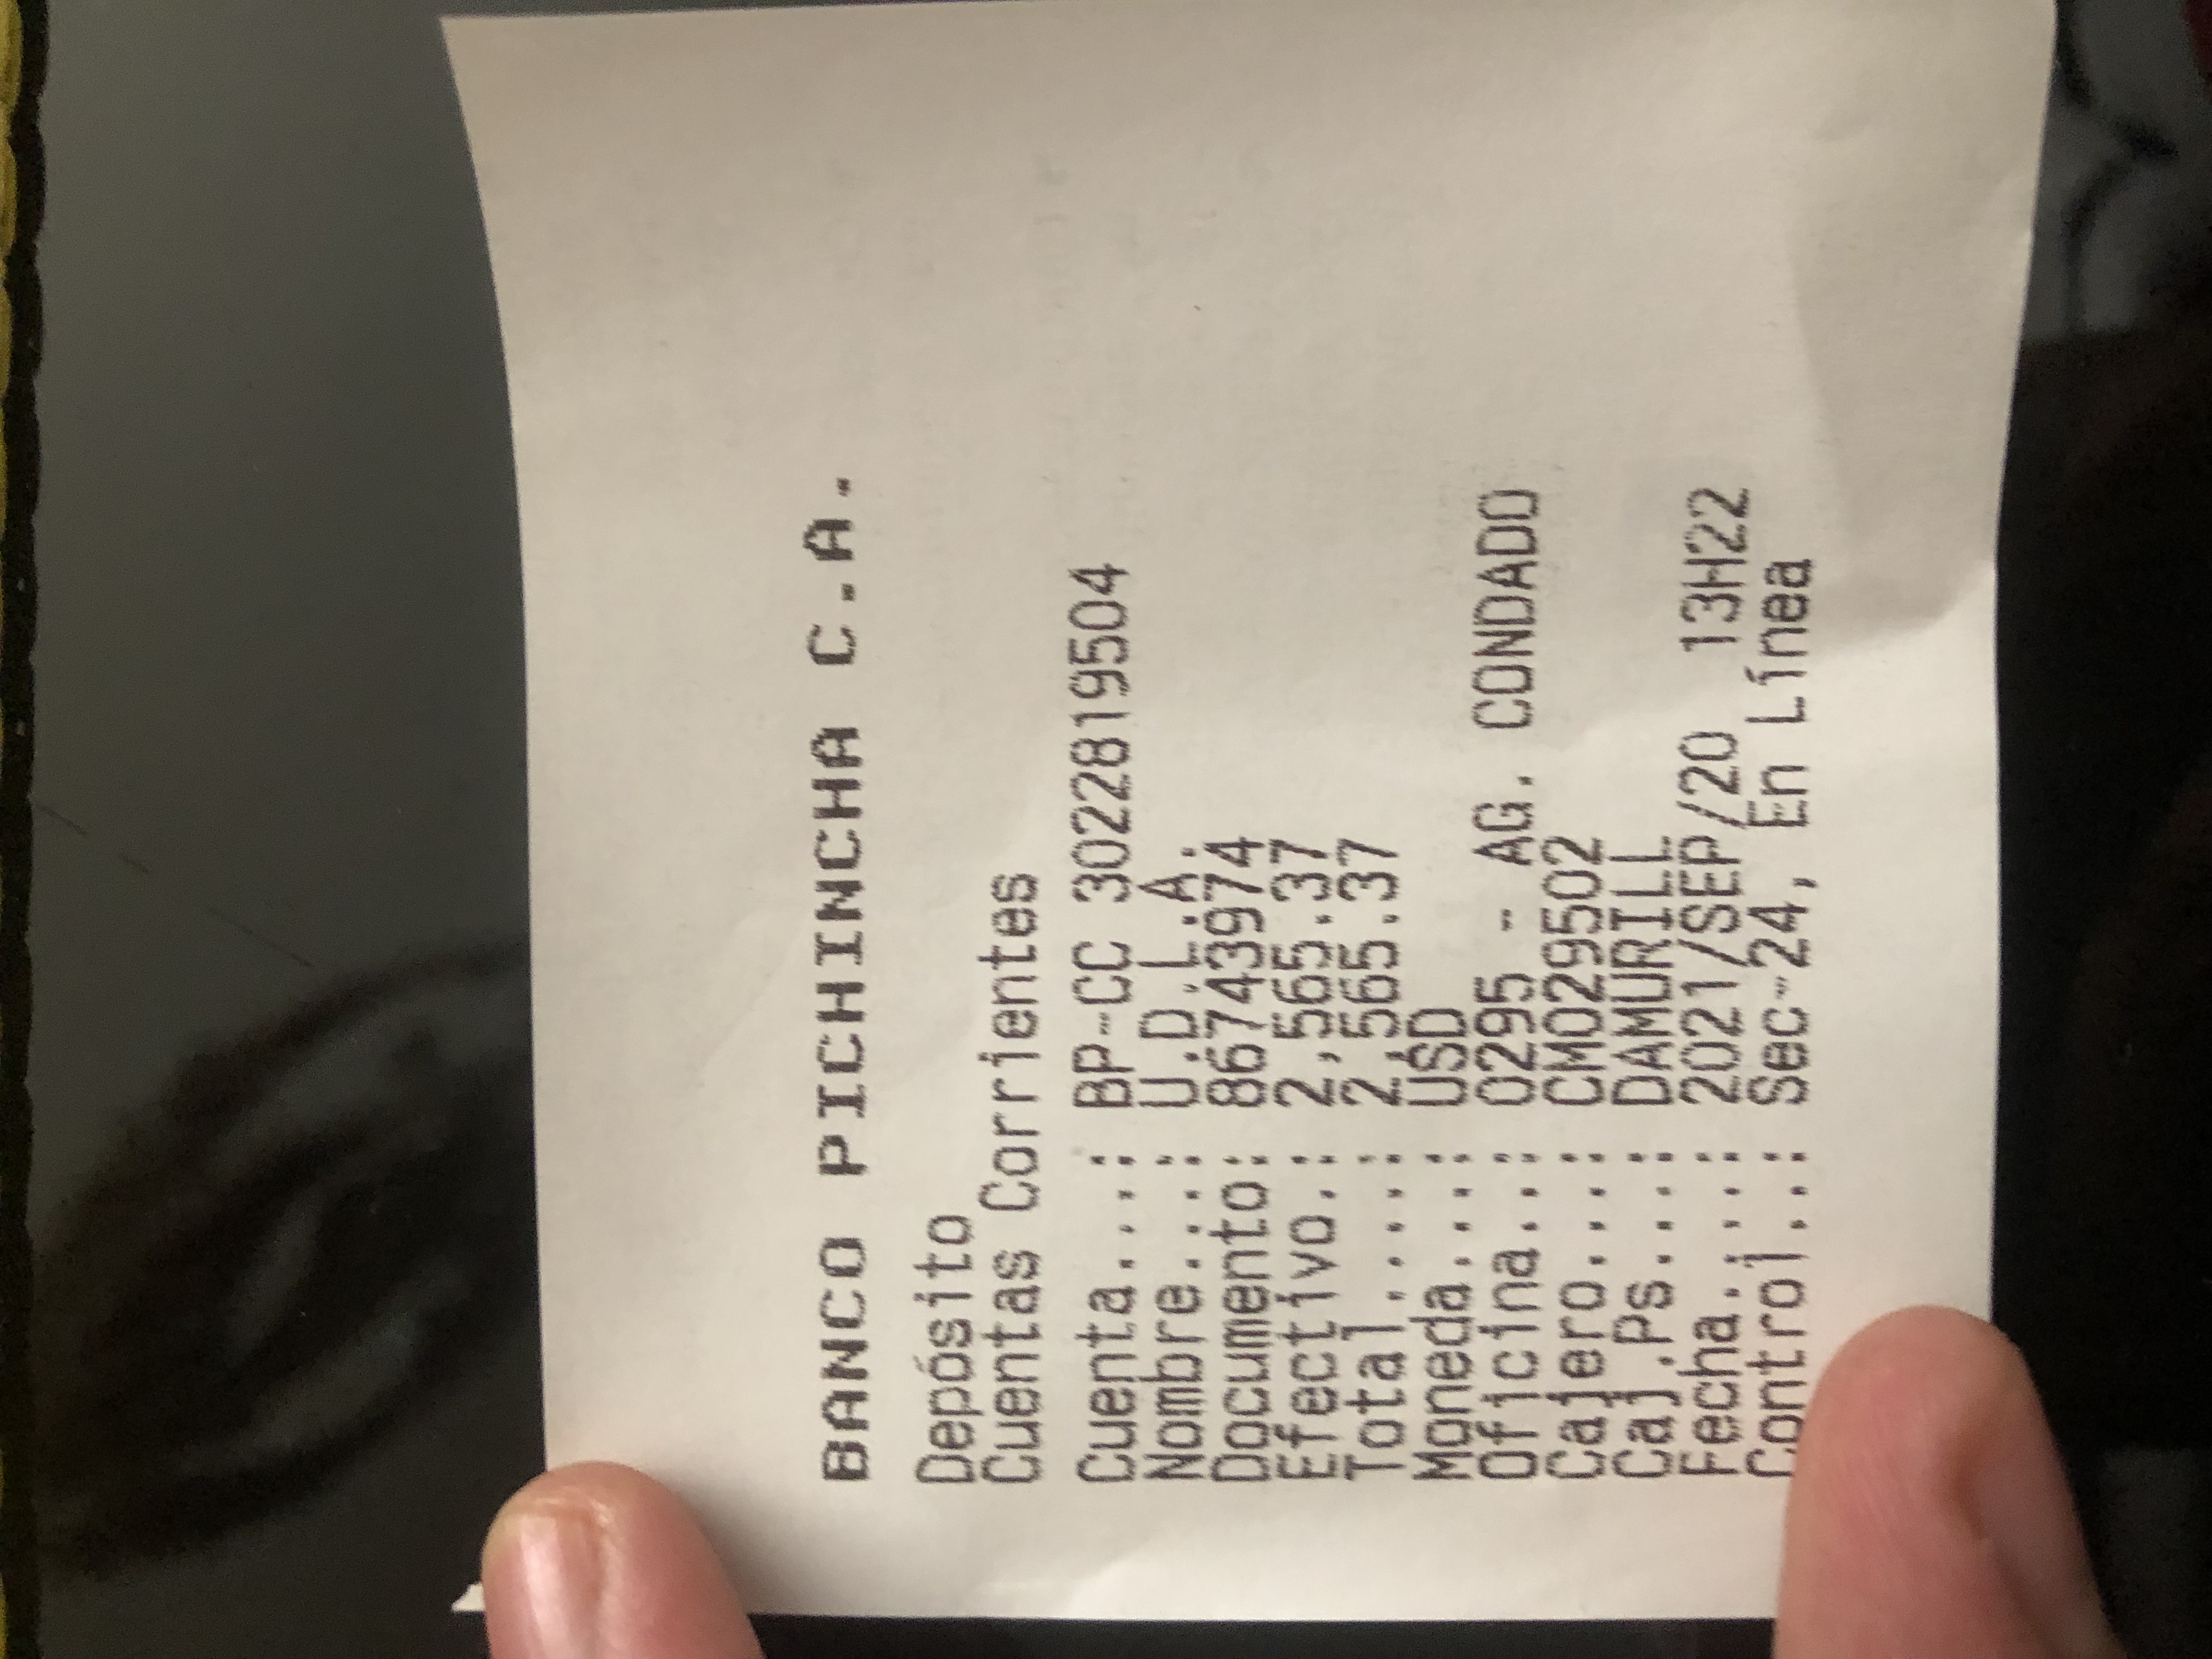 BANCO PICHINCHA C.A.
Depósito
Cuentas Corrientes
Cuenta....: BP-CC 3022819504
Nombre....: U.D.L.A.
Documento: 867439974
Efectivo.: 2,565.37
Total.....: 2,565.37
Moneda....: USD
Oficina...: 0295 - AG. CONDADO
Cajero....: CM029502
Caj.Ps....: DAMURILL
Fecha.....: 2021/SEP/20 13H22
Control...: Sec-24, En Línea